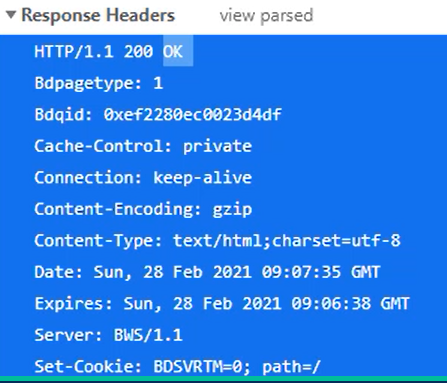 Response Headers view parsed
HTTP/1.1 200 OK
Bdpagetype: 1
Bdqid: 0xef2280ec0023d4df
Cache-Control: private
Connection: keep-alive
Content-Encoding: gzip
Content-Type: text/html;charset=utf-8
Date: Sun, 28 Feb 2021 09:07:35 GMT
Expires: Sun, 28 Feb 2021 09:06:38 GMT
Server: BWS/1.1
Set-Cookie: BDSVRTM=0; path=/